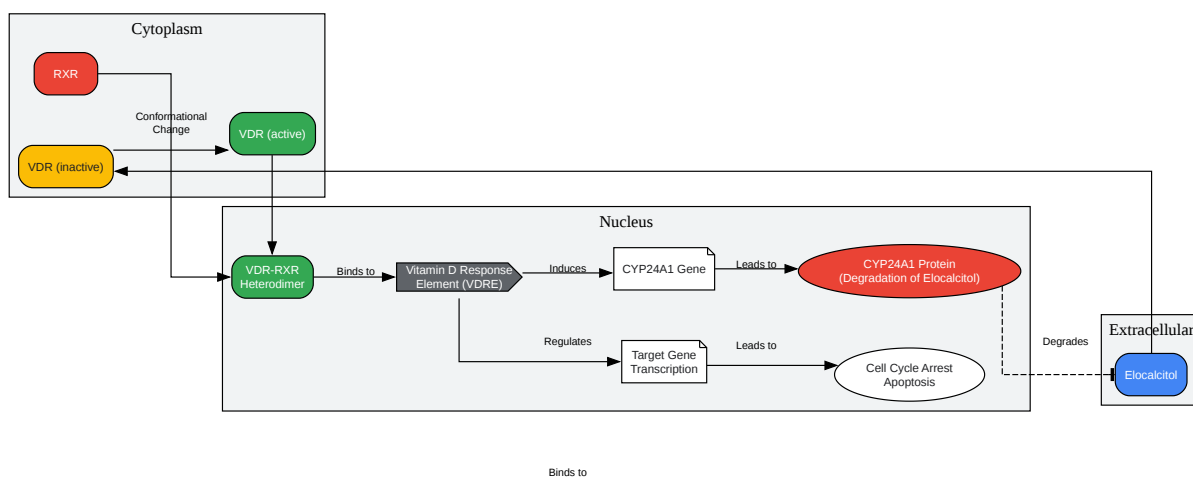 Cytoplasm
RXR
Conformational
Change
VDR (active)
VDR (inactive)
Nucleus
VDR-RXR
Heterodimer
Binds to
Vitamin D Response
Element (VDRE)
Induces
CYP24A1 Gene
Leads to
CYP24A1 Protein
(Degradation of Elocalcitol)
Regulates
Target Gene
Transcription
Leads to
Cell Cycle Arrest
Apoptosis
Degrades
Extracellular
Elocalcitol
Binds to